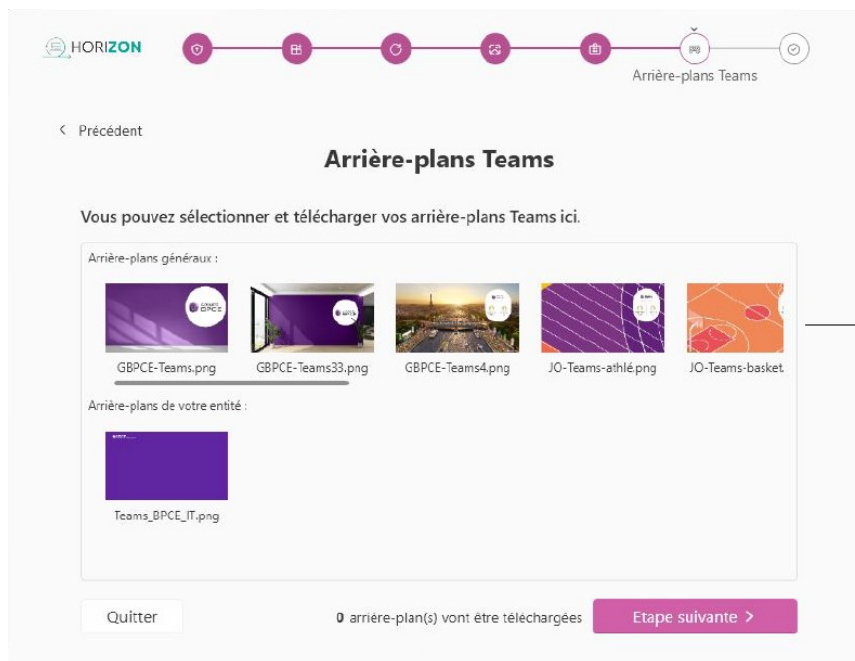 HORIZON
Arrière-plans Teams
Précédent
Arrière-plans Teams
Vous pouvez sélectionner et télécharger vos arrière-plans Teams ici.
Arrière-plans généraux :
GBPCE-Teams.png GBPCE-Teams33.png GBPCE-Teams4.png JO-Teams-athlé.png JO-Teams-basket.
Arrière-plans de votre entité :
Teams_BPCE_IT.png
Quitter 0 arrière-plan(s) vont être téléchargées Etape suivante >